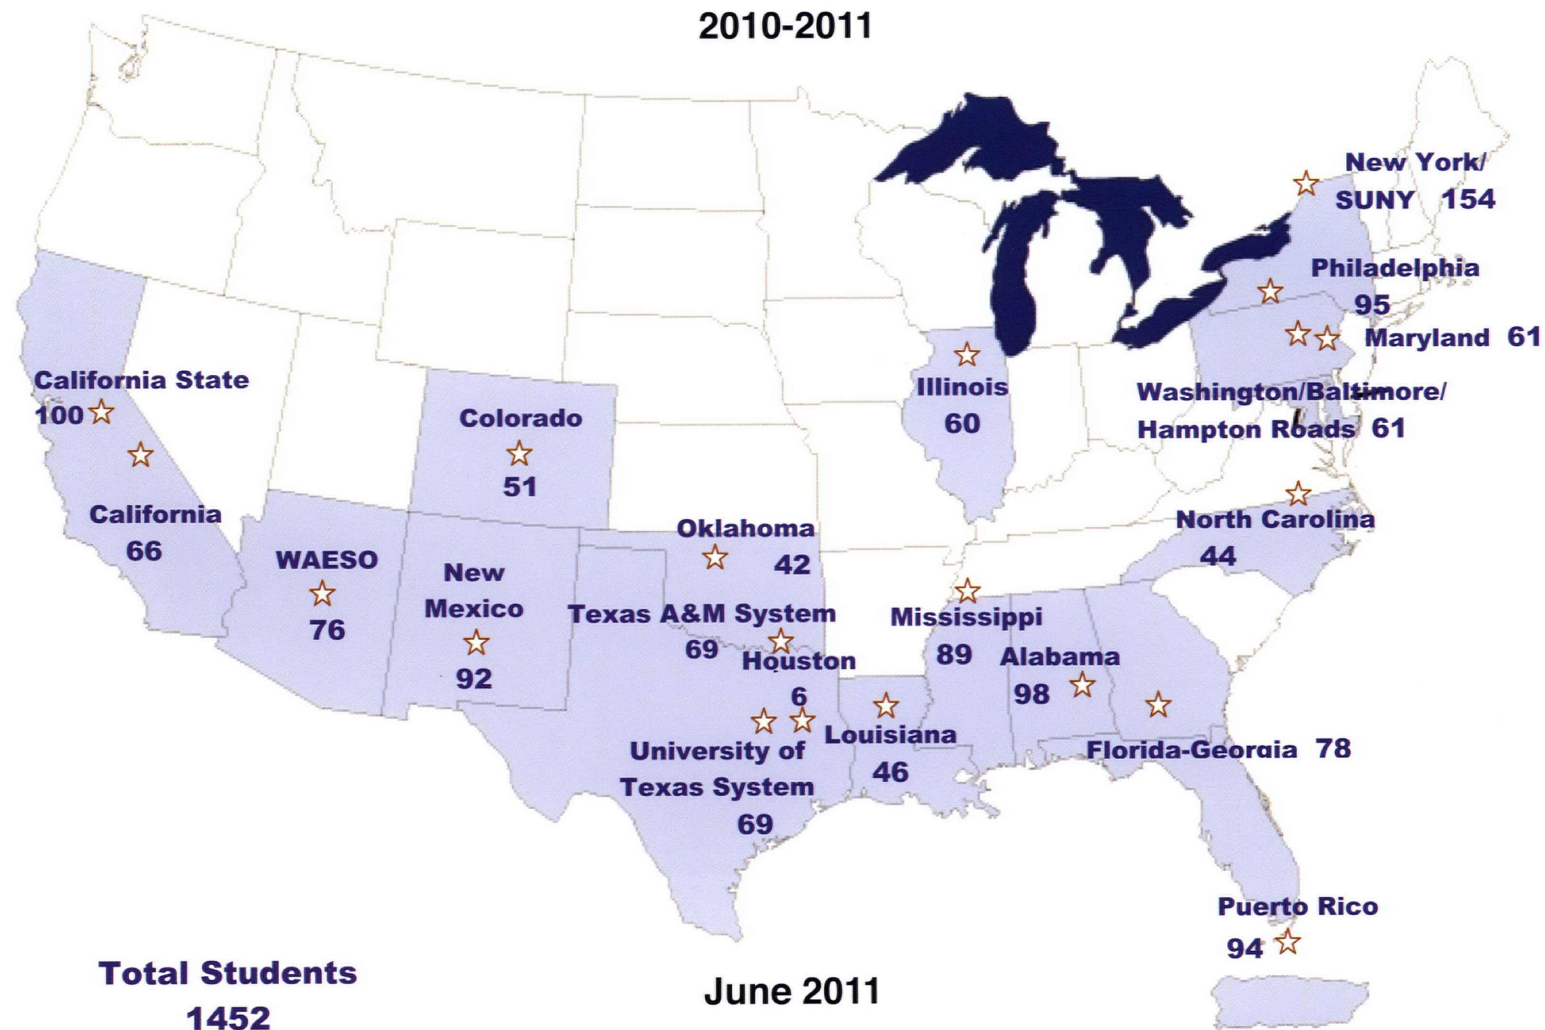 2010-2011
New York/
SUNY 154
Philadelphia
95
Maryland 61
Washington/Baltimore/
Hampton Roads 61
Illinois
60
California State
100
Colorado
51
California
66
North Carolina
44
Oklahoma
42
WAESO
76
New
Mexico
92
Texas A&M System
69
Houston
6
Mississippi
89
Alabama
98
Louisiana
46
Florida-Georgia 78
University of
Texas System
69
Puerto Rico
94
Total Students
1452
June 2011